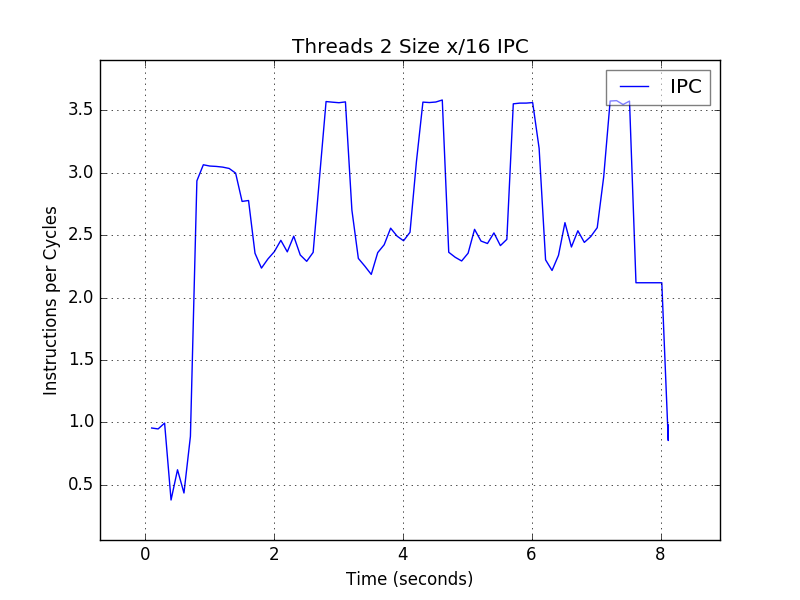 Threads 2 Size x/16 IPC
IPC
3.5
3.0
2.5
2.0
1.5
1.0
0.5
Instructions per Cycles
0 2 4 6 8
Time (seconds)